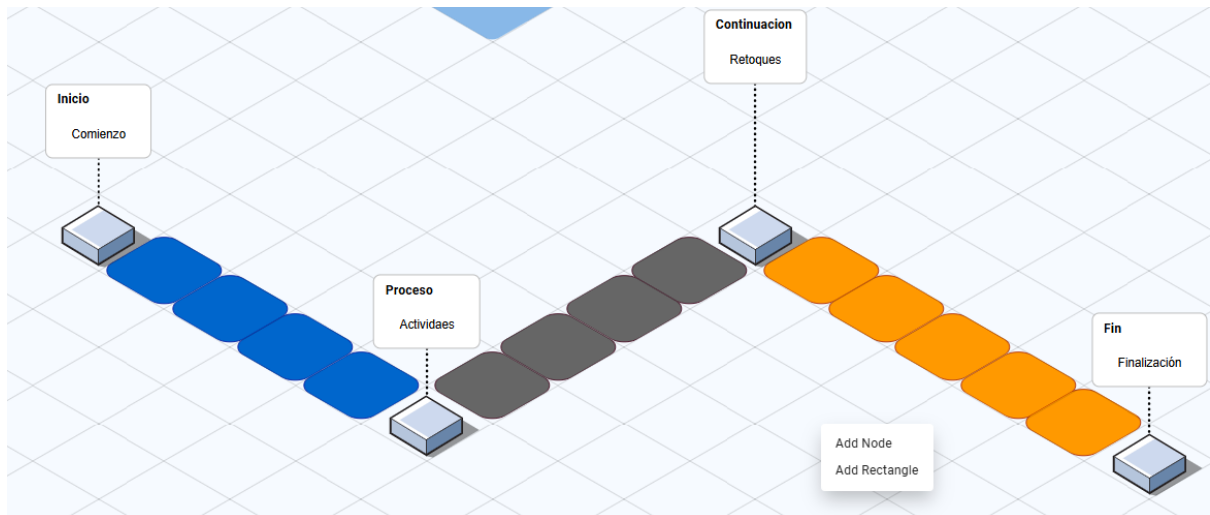 Continuacion
Retoques
Inicio
Comienzo
Proceso
Actividaes
Fin
Finalización
Add Node
Add Rectangle